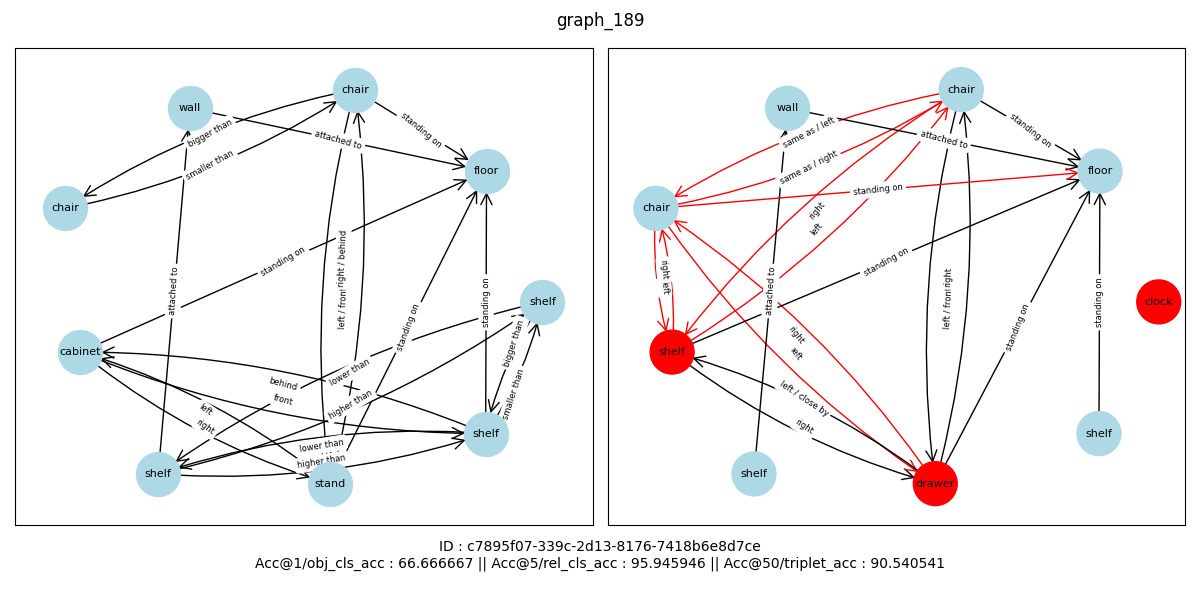 graph_189
chair
wall
bigger than
standing on
attached to
smaller than
floor
chair
left / front
right / behind
standing on
attached to
standing on
standing on
shelf
bigger than
cabinet
lower than
behind
front
smaller than
higher than
left
right
shelf
lower than
higher than
shelf
stand
chair
wall
same as / left
standing on
attached to
same as / right
floor
standing on
chair
right
left
standing on
right
left
attached to
left / front
right
standing on
standing on
clock
shelf
right
left
left / close by
right
shelf
shelf
drawer
ID : c7895f07-339c-2d13-8176-7418b6e8d7ce
Acc@1/obj_cls_acc : 66.666667 || Acc@5/rel_cls_acc : 95.945946 || Acc@50/triplet_acc : 90.540541